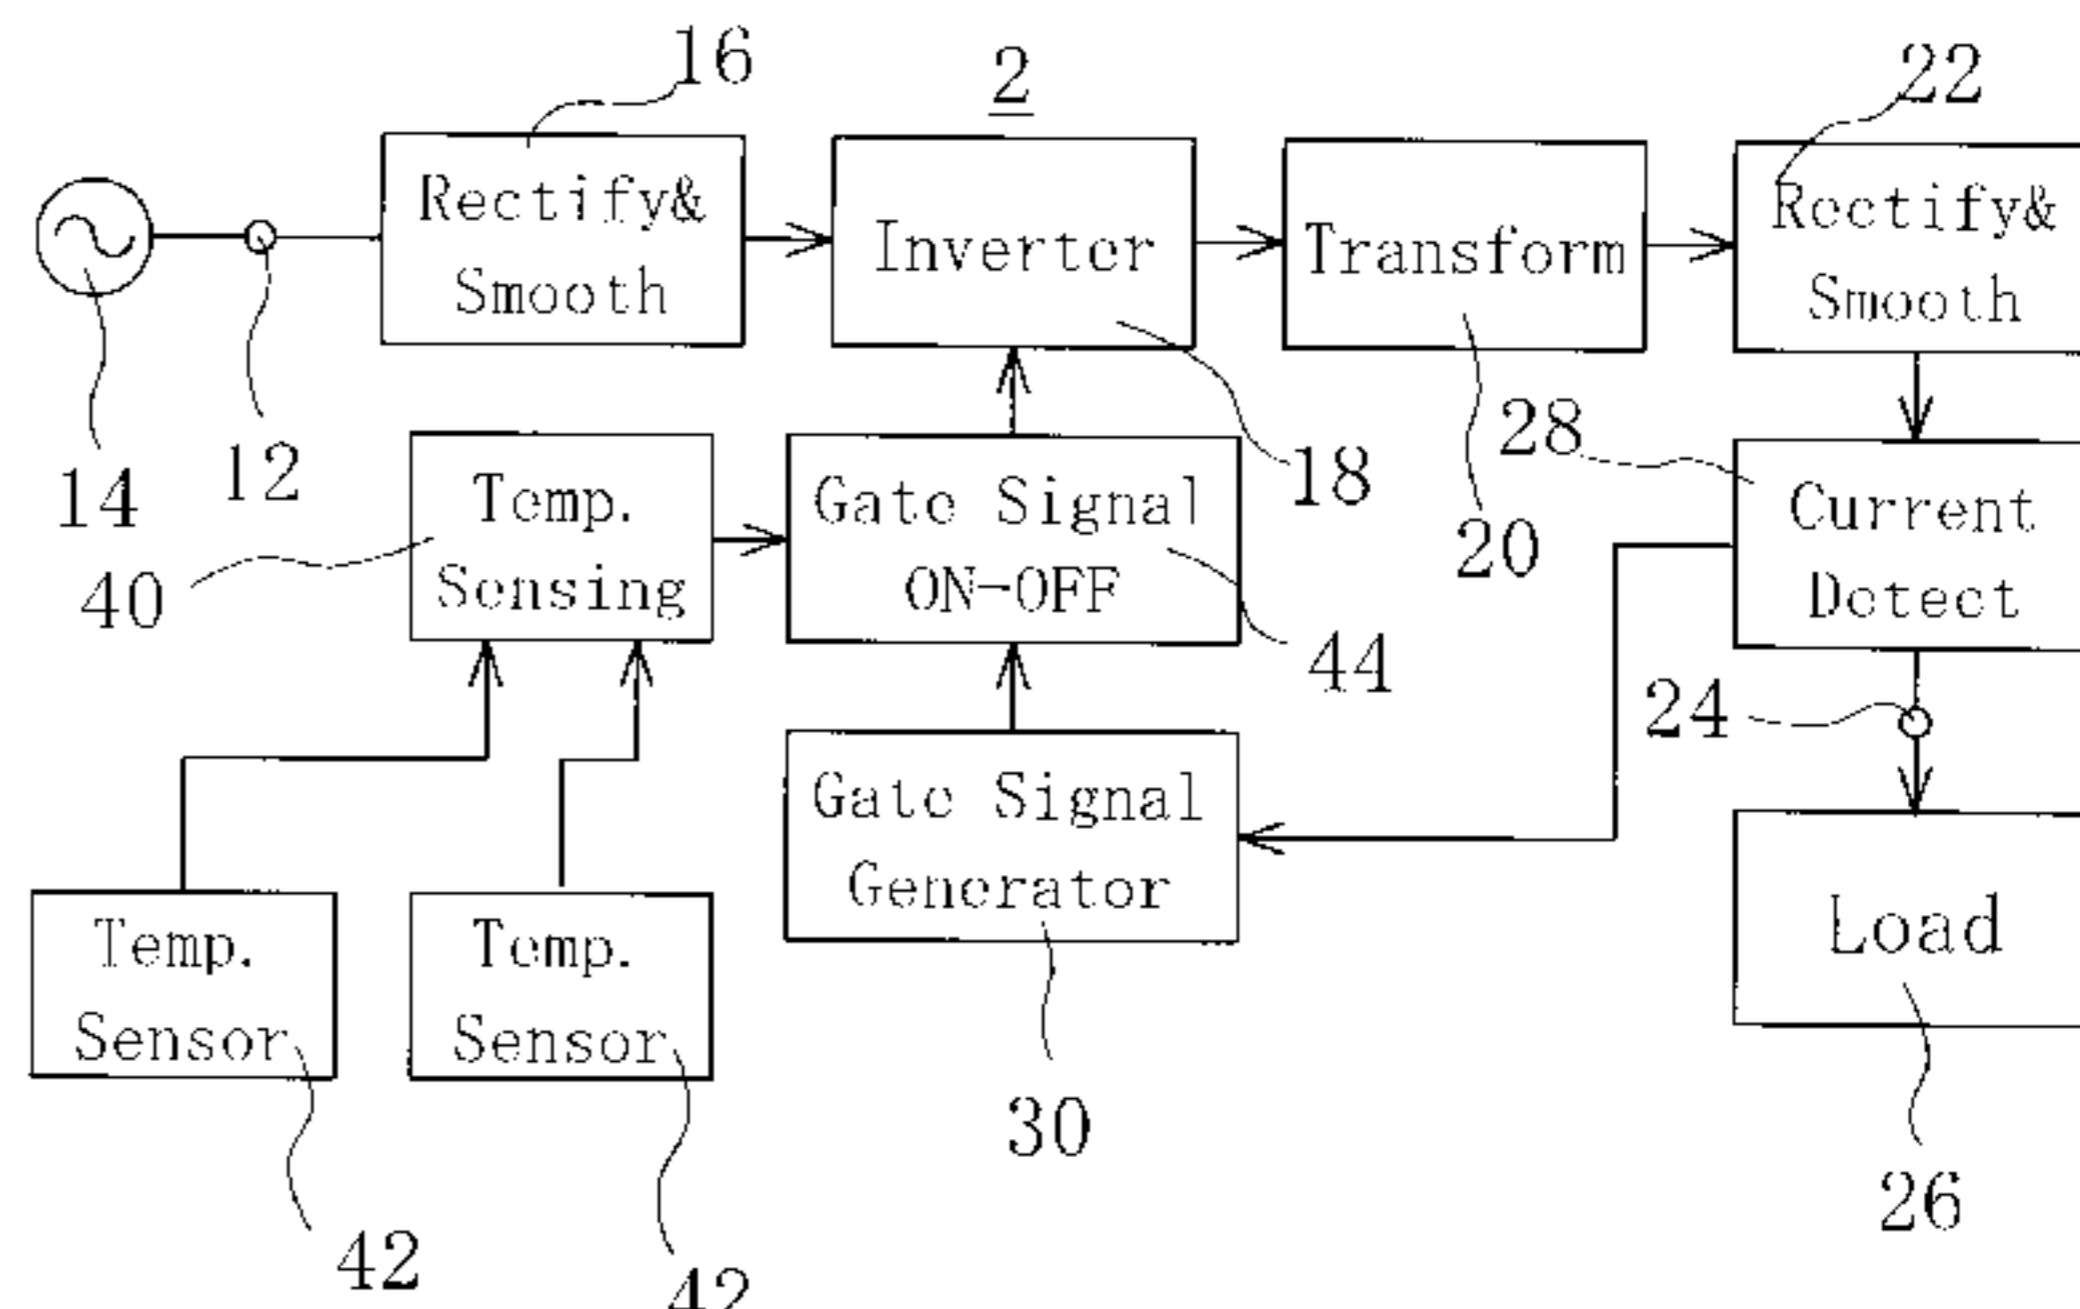 16
2
22
Rectify&
Smooth
Inverter
Transform
Rectify&
Smooth
14
12
18
20
28
Temp.
Sensing
40
Gate Signal
ON-OFF
44
Current
Detect
24
Gate Signal
Generator
30
Load
26
Temp.
Sensor
42
Temp.
Sensor
42